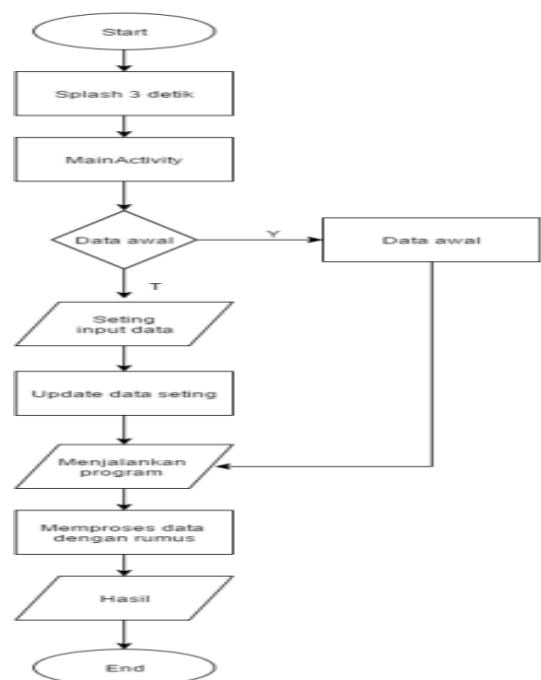 Start
Splash 3 detik
MainActivity
Data awal
Y
Data awal
T
Seting
input data
Update data seting
Menjalankan
program
Memproses data
dengan rumus
Hasil
End